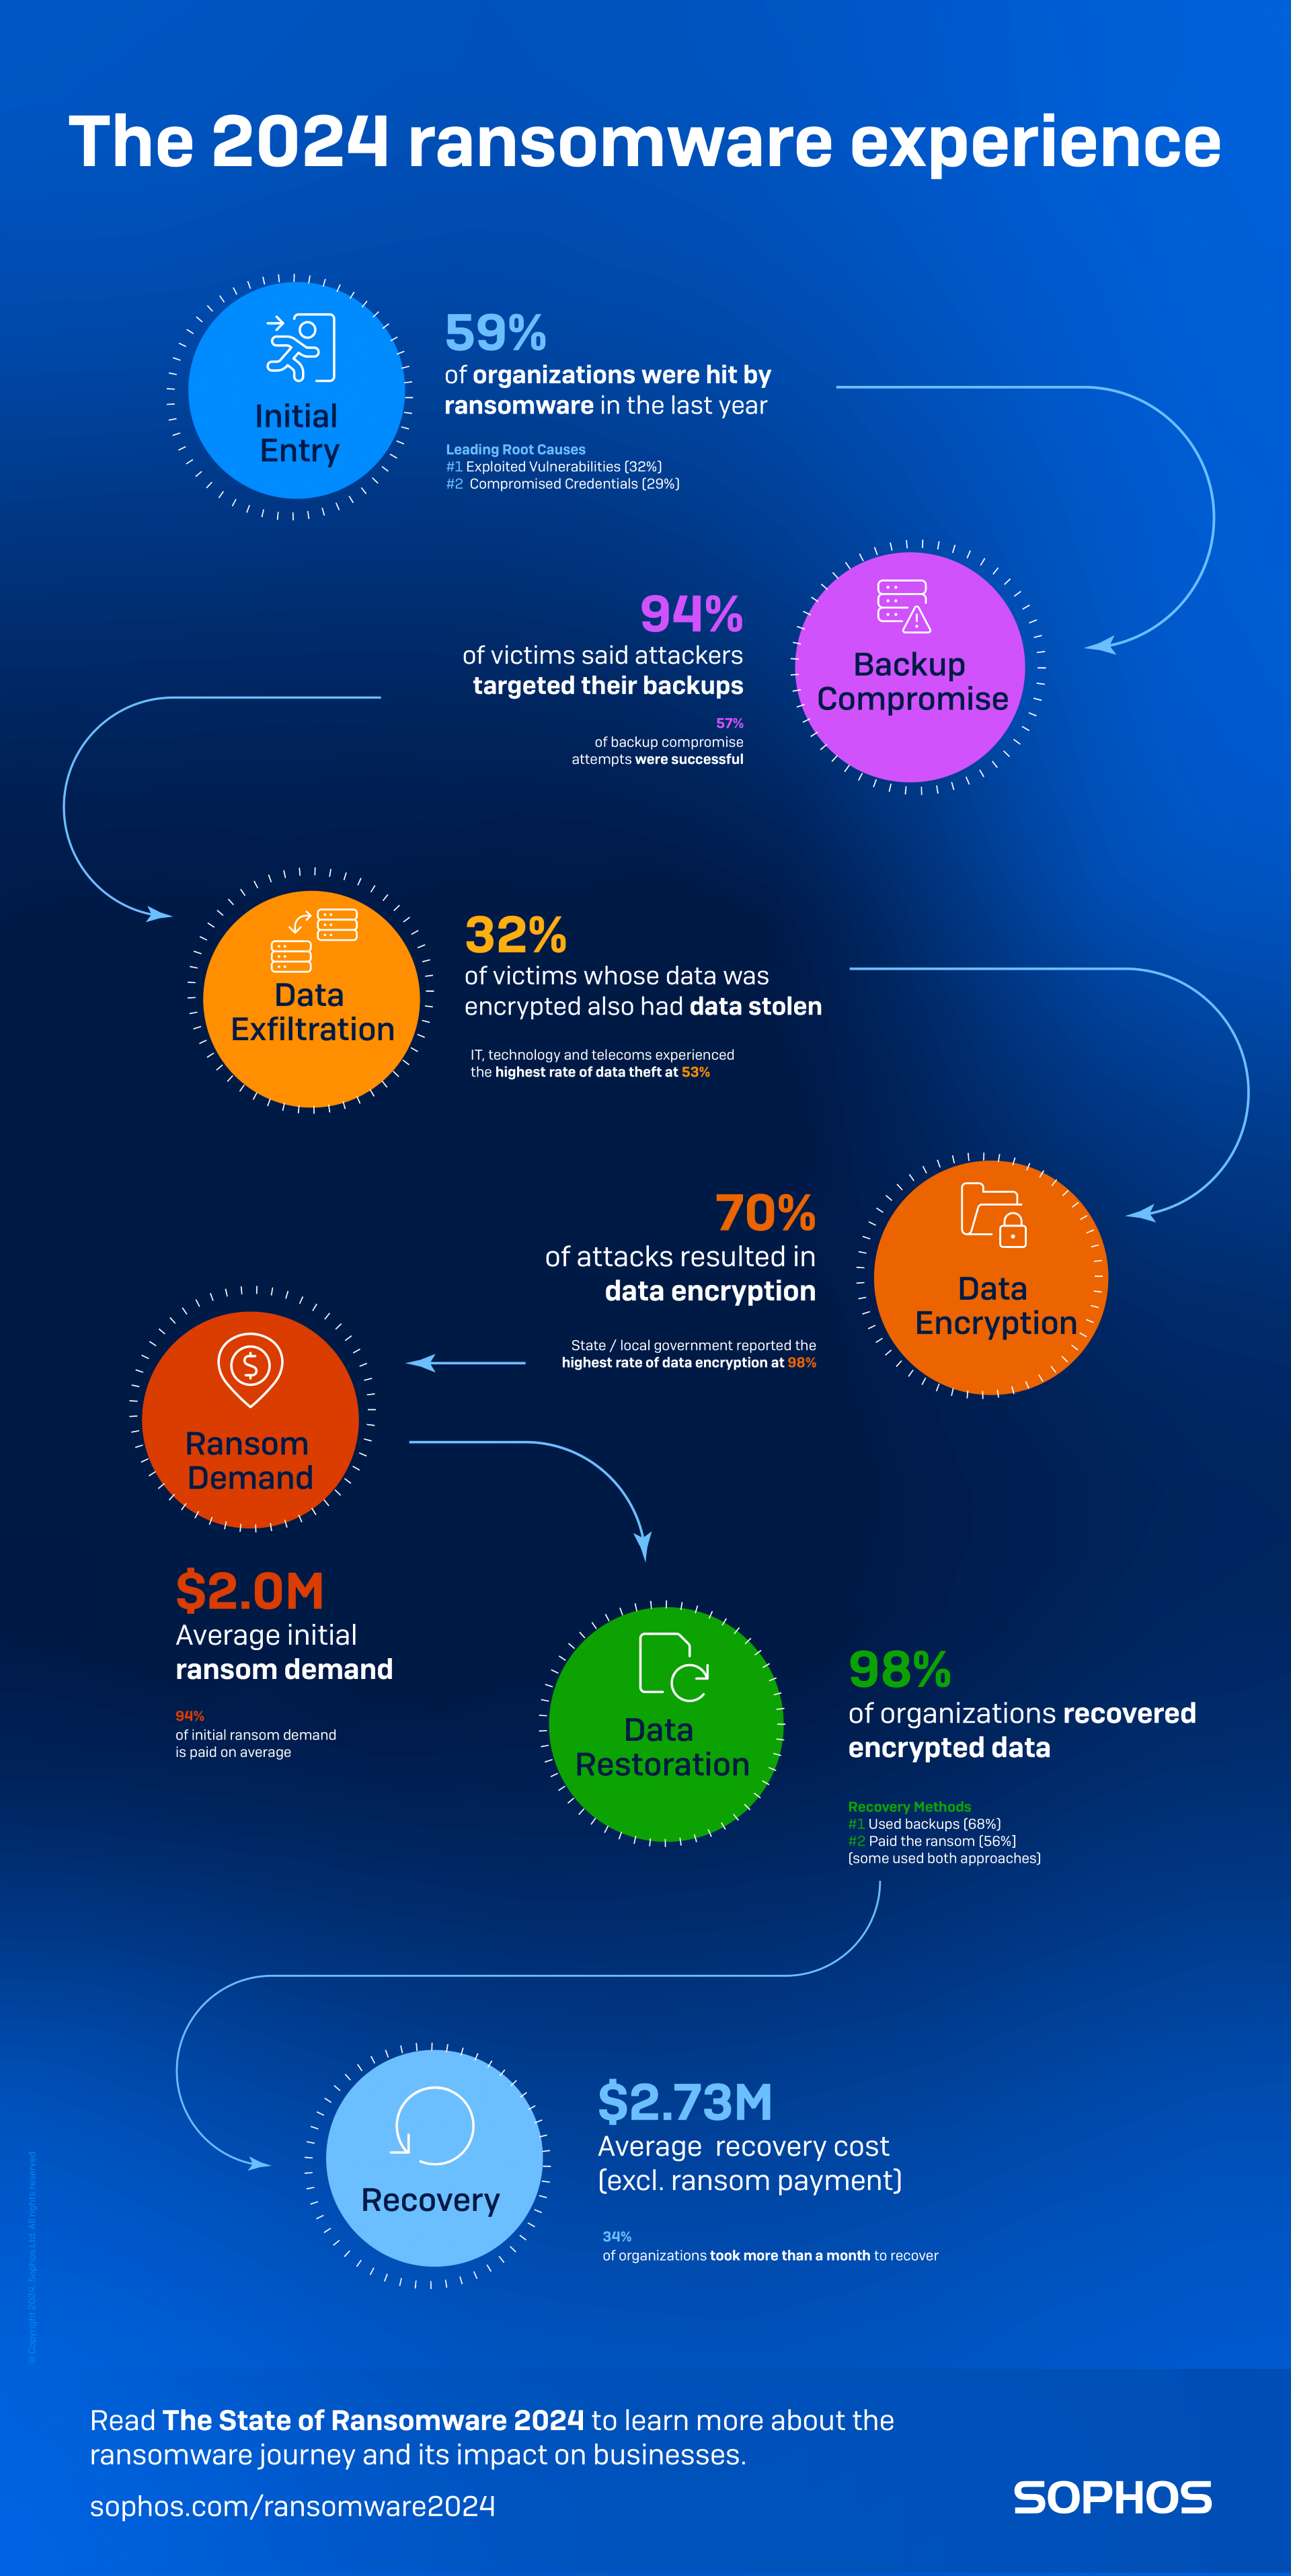 The 2024 ransomware experience
Initial
Entry
59%
of organizations were hit by
ransomware in the last year
Leading Root Causes
#1 Exploited Vulnerabilities (32%)
#2 Compromised Credentials (29%)
94%
of victims said attackers
targeted their backups
57%
of backup compromise
attempts were successful
Backup
Compromise
Data
Exfiltration
32%
of victims whose data was
encrypted also had data stolen
IT, technology and telecoms experienced
the highest rate of data theft at 53%
70%
of attacks resulted in
data encryption
State / local government reported the
highest rate of data encryption at 98%
Data
Encryption
Ransom
Demand
$2.0M
Average initial
ransom demand
94%
of initial ransom demand
is paid on average
Data
Restoration
98%
of organizations recovered
encrypted data
Recovery Methods
#1 Used backups (68%)
#2 Paid the ransom (56%)
(some used both approaches)
Recovery
$2.73M
Average recovery cost
(excl. ransom payment)
34%
of organizations took more than a month to recover
© Copyright 2024. Sophos Ltd. All rights reserved.
Read The State of Ransomware 2024 to learn more about the
ransomware journey and its impact on businesses.
sophos.com/ransomware2024
SOPHOS